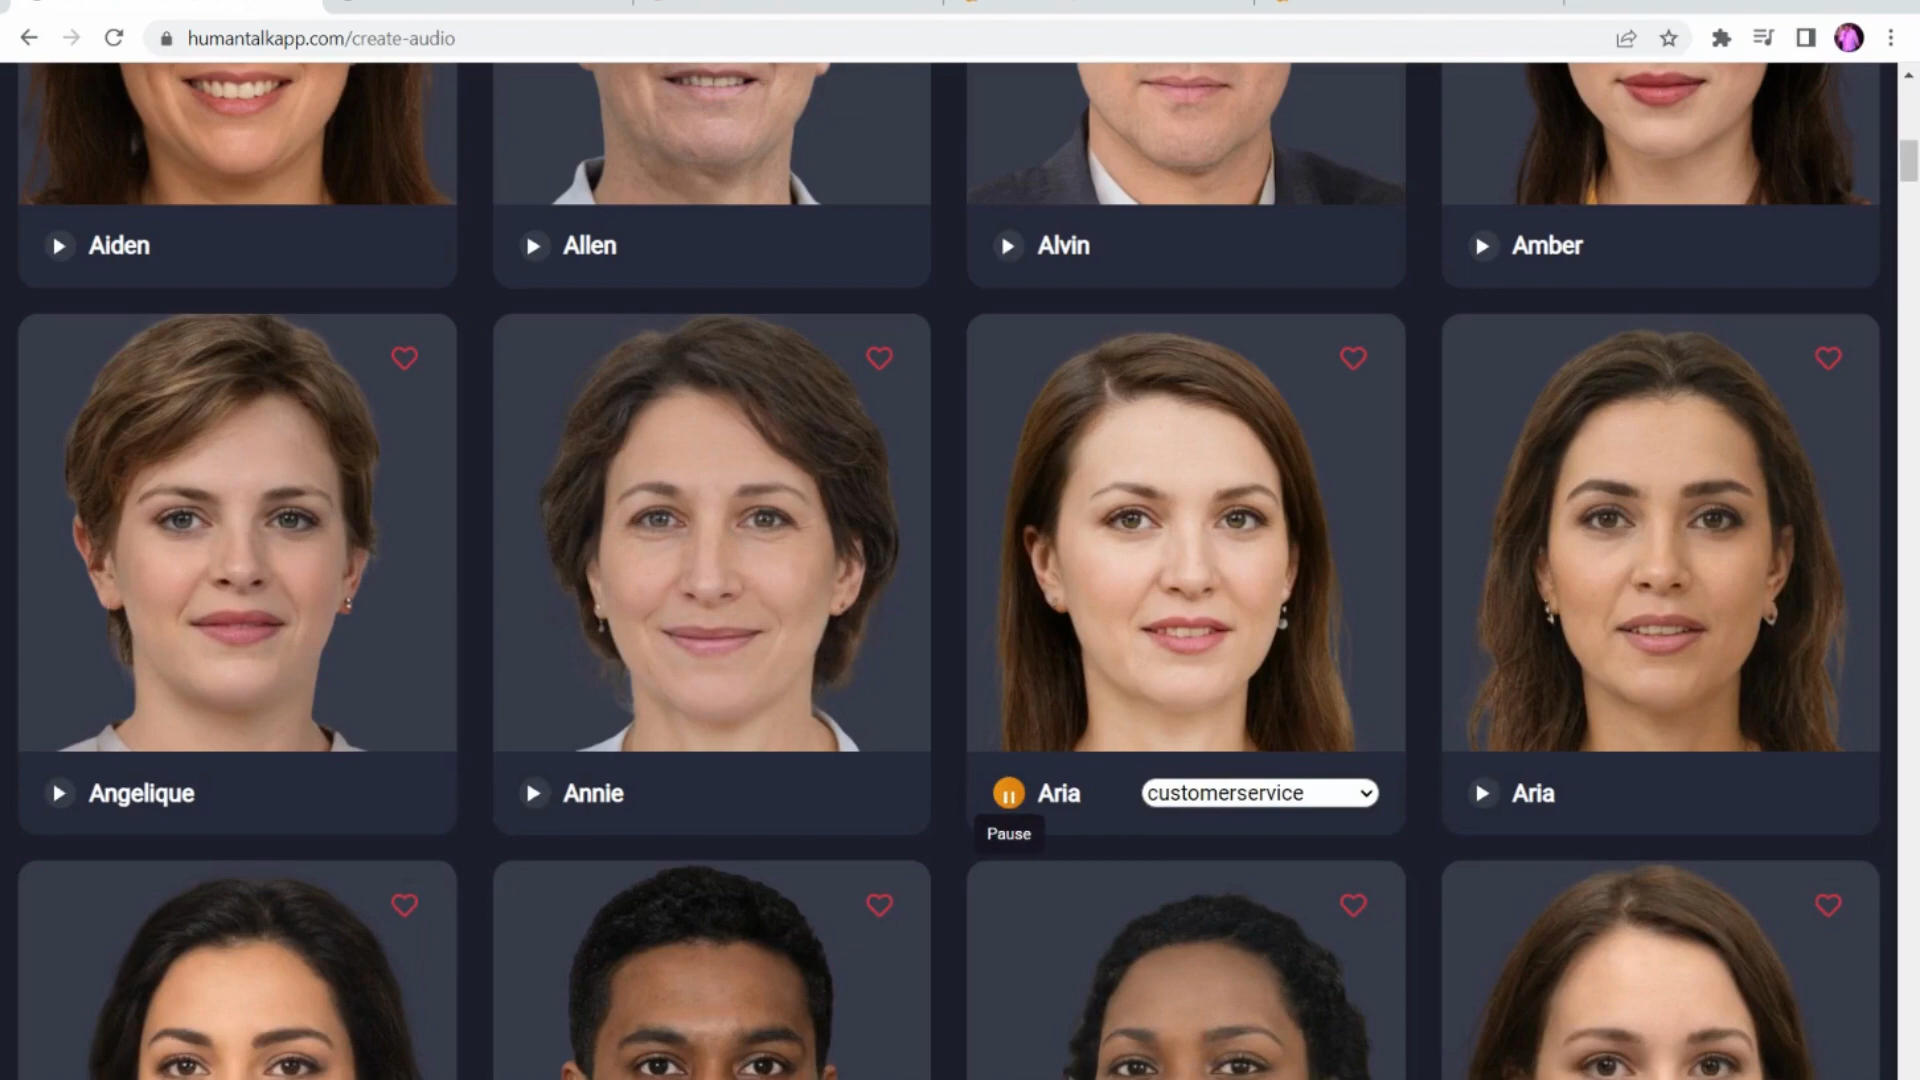 humantalkapp.com/create-audio
Aiden
Allen
Alvin
Amber
Angelique
Annie
Aria
customerservice
Aria
Pause